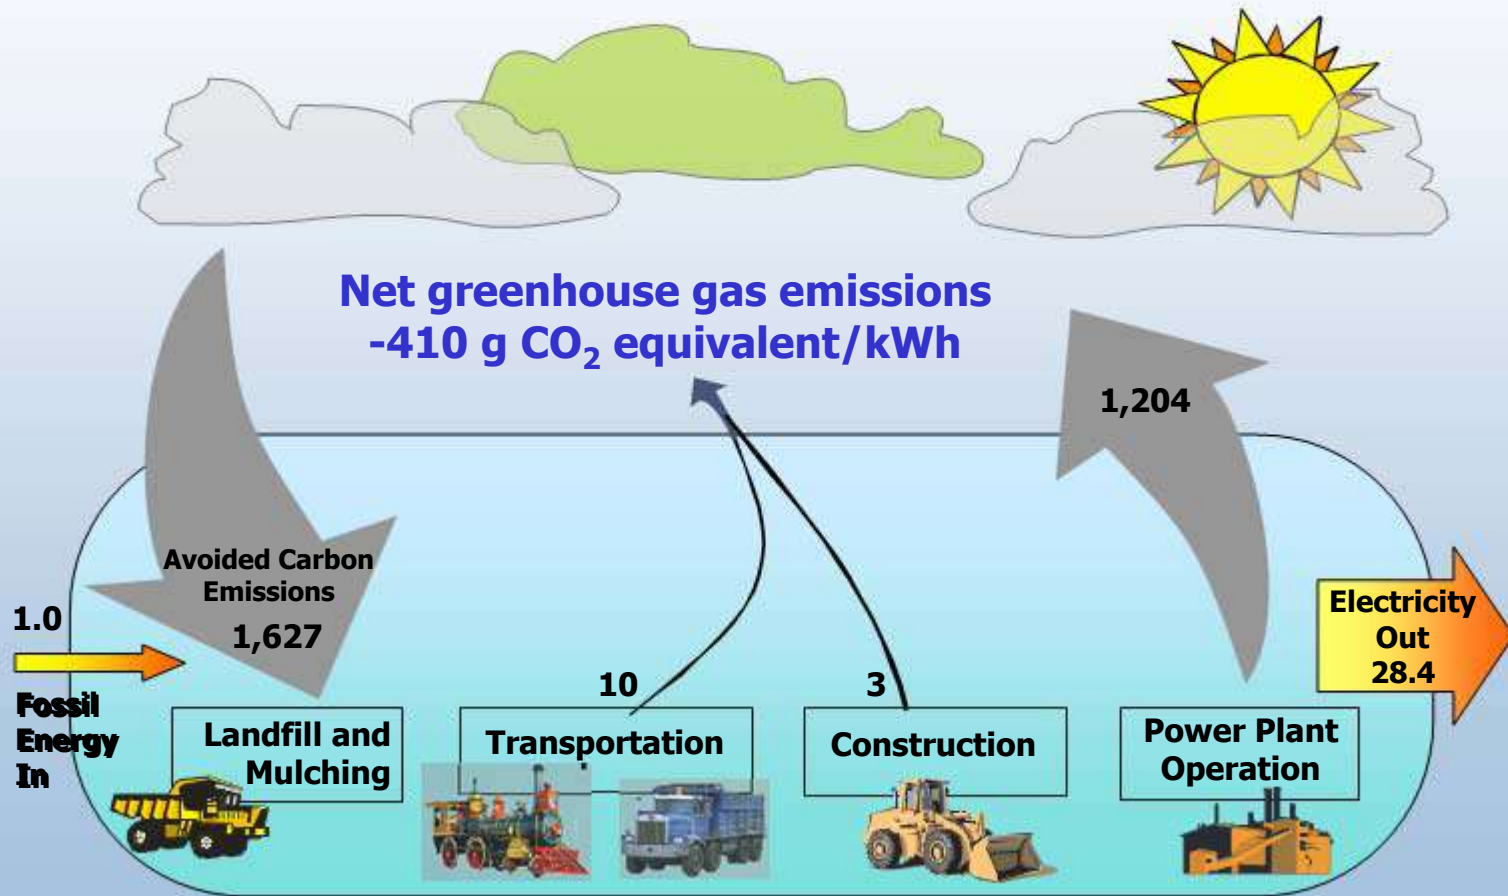 Net greenhouse gas emissions
-410 g CO₂ equivalent/kWh
1,204
Avoided Carbon
Emissions
1,627
1.0
Fossil
Energy
In
10
3
Electricity
Out
28.4
Landfill and
Mulching
Transportation
Construction
Power Plant
Operation